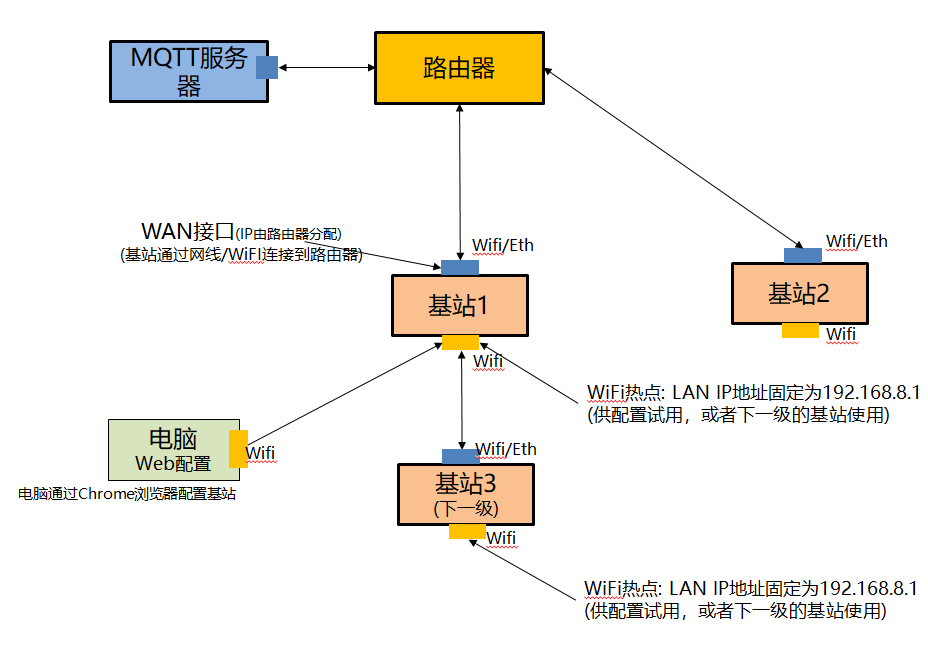 MQTT服务
器
路由器
WAN接口(IP由路由器分配)
(基站通过网线/WiFI连接到路由器)
Wifi/Eth
Wifi/Eth
基站1
基站2
Wifi
Wifi
WiFi热点: LAN IP地址固定为192.168.8.1
(供配置试用，或者下一级的基站使用)
电脑
Web配置
Wifi
电脑通过Chrome浏览器配置基站
Wifi/Eth
基站3
(下一级)
Wifi
WiFi热点: LAN IP地址固定为192.168.8.1
(供配置试用，或者下一级的基站使用)